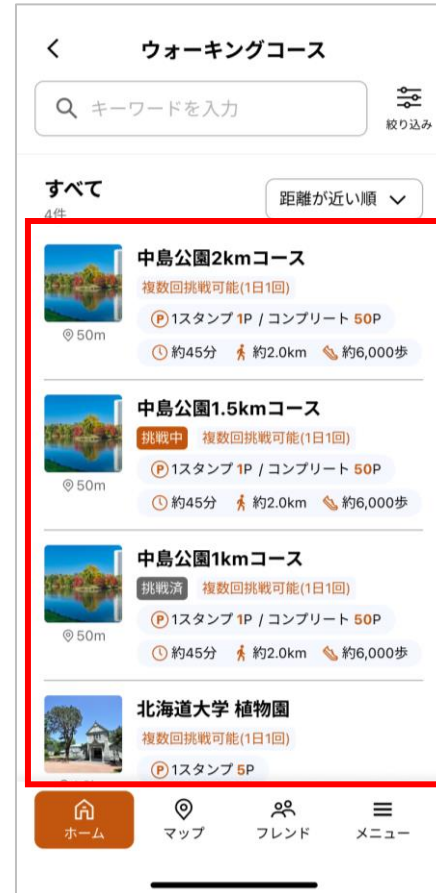 ウォーキングコース
キーワードを入力
絞り込み
すべて
距離が近い順
4件
中島公園2kmコース
複数回挑戦可能(1日1回)
P 1スタンプ 1P / コンプリート 50P
50m
約45分 約2.0km 約6,000歩
中島公園1.5kmコース
挑戦中 複数回挑戦可能(1日1回)
P 1スタンプ 1P / コンプリート 50P
50m
約45分 約2.0km 約6,000歩
中島公園1kmコース
挑戦済 複数回挑戦可能(1日1回)
P 1スタンプ 1P / コンプリート 50P
50m
約45分 約2.0km 約6,000歩
北海道大学 植物園
複数回挑戦可能(1日1回)
P 1スタンプ 5P
ホーム マップ フレンド メニュー